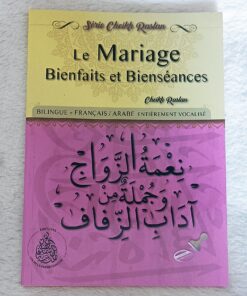 Série Cheikh Raslan
Le Mariage
Bienfaits et Bienséances
Cheikh Raslan
BILINGUE - FRANÇAIS / ARABE ENTIÈREMENT VOCALISÉ
نِعْمَةُ الزَّوَاجِ
وَجُمْلَةٌ مِنْ
آدَابِ الزِّفَافِ